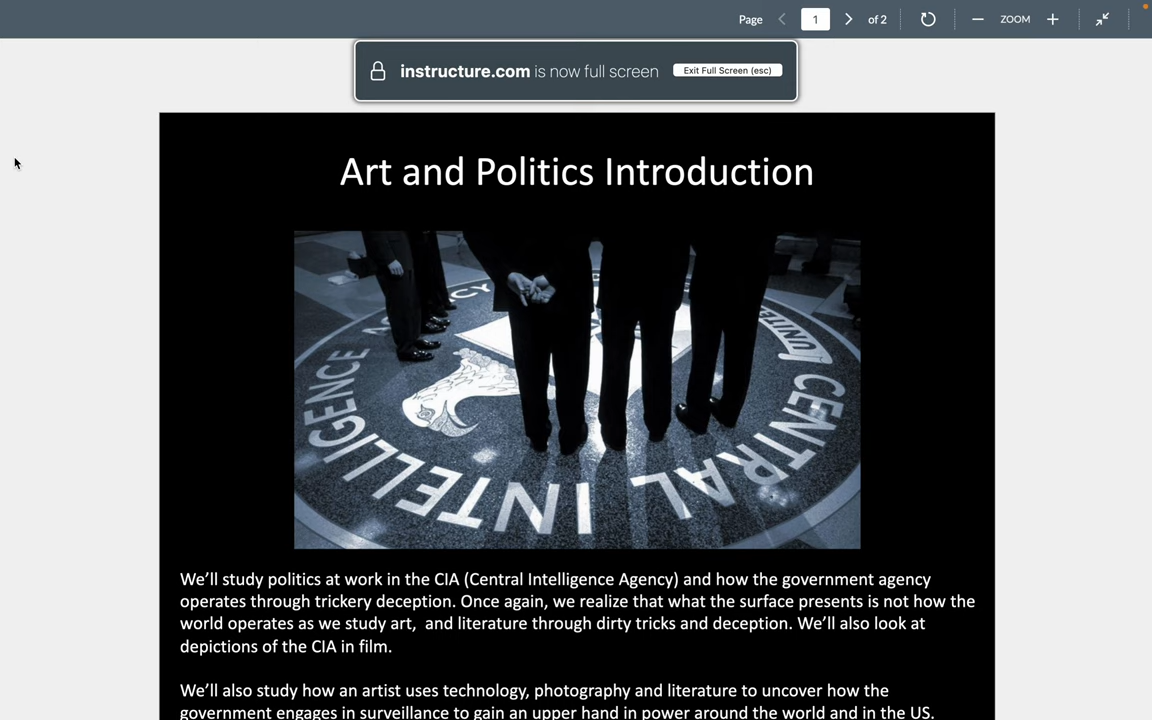 Page 1 of 2 ZOOM
instructure.com is now full screen Exit Full Screen (esc)
Art and Politics Introduction
CENTRAL INTELLIGENCE AGENCY
UNITED
We’ll study politics at work in the CIA (Central Intelligence Agency) and how the government agency
operates through trickery deception. Once again, we realize that what the surface presents is not how the
world operates as we study art,  and literature through dirty tricks and deception. We’ll also look at
depictions of the CIA in film.
We’ll also study how an artist uses technology, photography and literature to uncover how the
government engages in surveillance to gain an upper hand in power around the world and in the US.